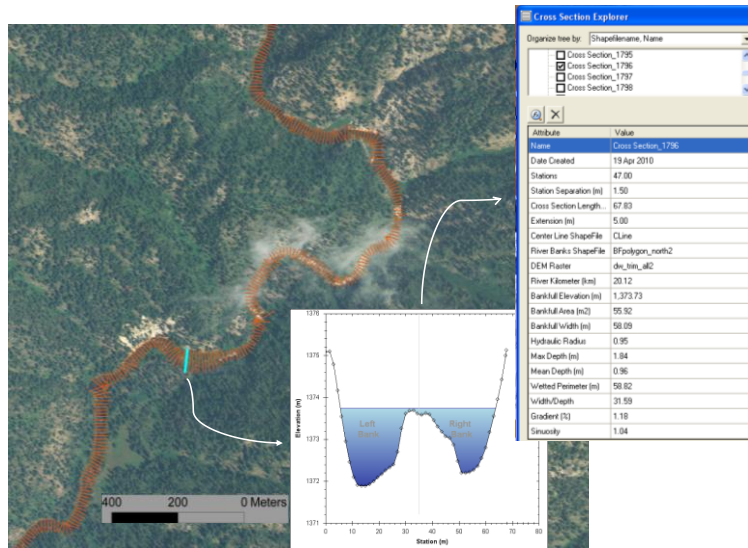 Cross Section Explorer
Organize tree by: Shapefilename, Name
Cross Section_1795
Cross Section_1796
Cross Section_1797
Cross Section_1798
Attribute Value
Name Cross Section_1796
Date Created 19 Apr 2010
Stations 47.00
Station Separation (m) 1.50
Cross Section Length... 67.83
Extension (m) 5.00
Center Line ShapeFile CLine
River Banks ShapeFile BFpolygon_north2
DEM Raster dw_trim_all2
River Kilometer (km) 20.12
Bankfull Elevation (m) 1,373.73
Bankfull Area (m2) 55.92
Bankfull Width (m) 58.09
Hydraulic Radius 0.95
Max Depth (m) 1.84
Mean Depth (m) 0.96
Wetted Perimeter (m) 58.82
Width/Depth 31.59
Gradient (%) 1.18
Sinuosity 1.04
1376
1375
1374
1373
1372
1371
Elevation (m)
Left
Bank
Right
Bank
0 10 20 30 40 50 60 70 80
Station (m)
400 200 0 Meters